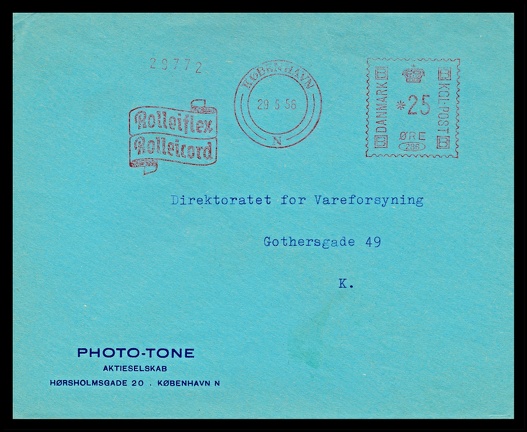 29772
KØBENHAVN
29 5 56
N
DANMARK
*25
ØRE
KGL POST
Rolleiflex
Rolleicord
Direktoratet for Vareforsyning
Gothersgade 49
K.
PHOTO-TONE
AKTIESELSKAB
HØRSHOLMSGADE 20 . KØBENHAVN N